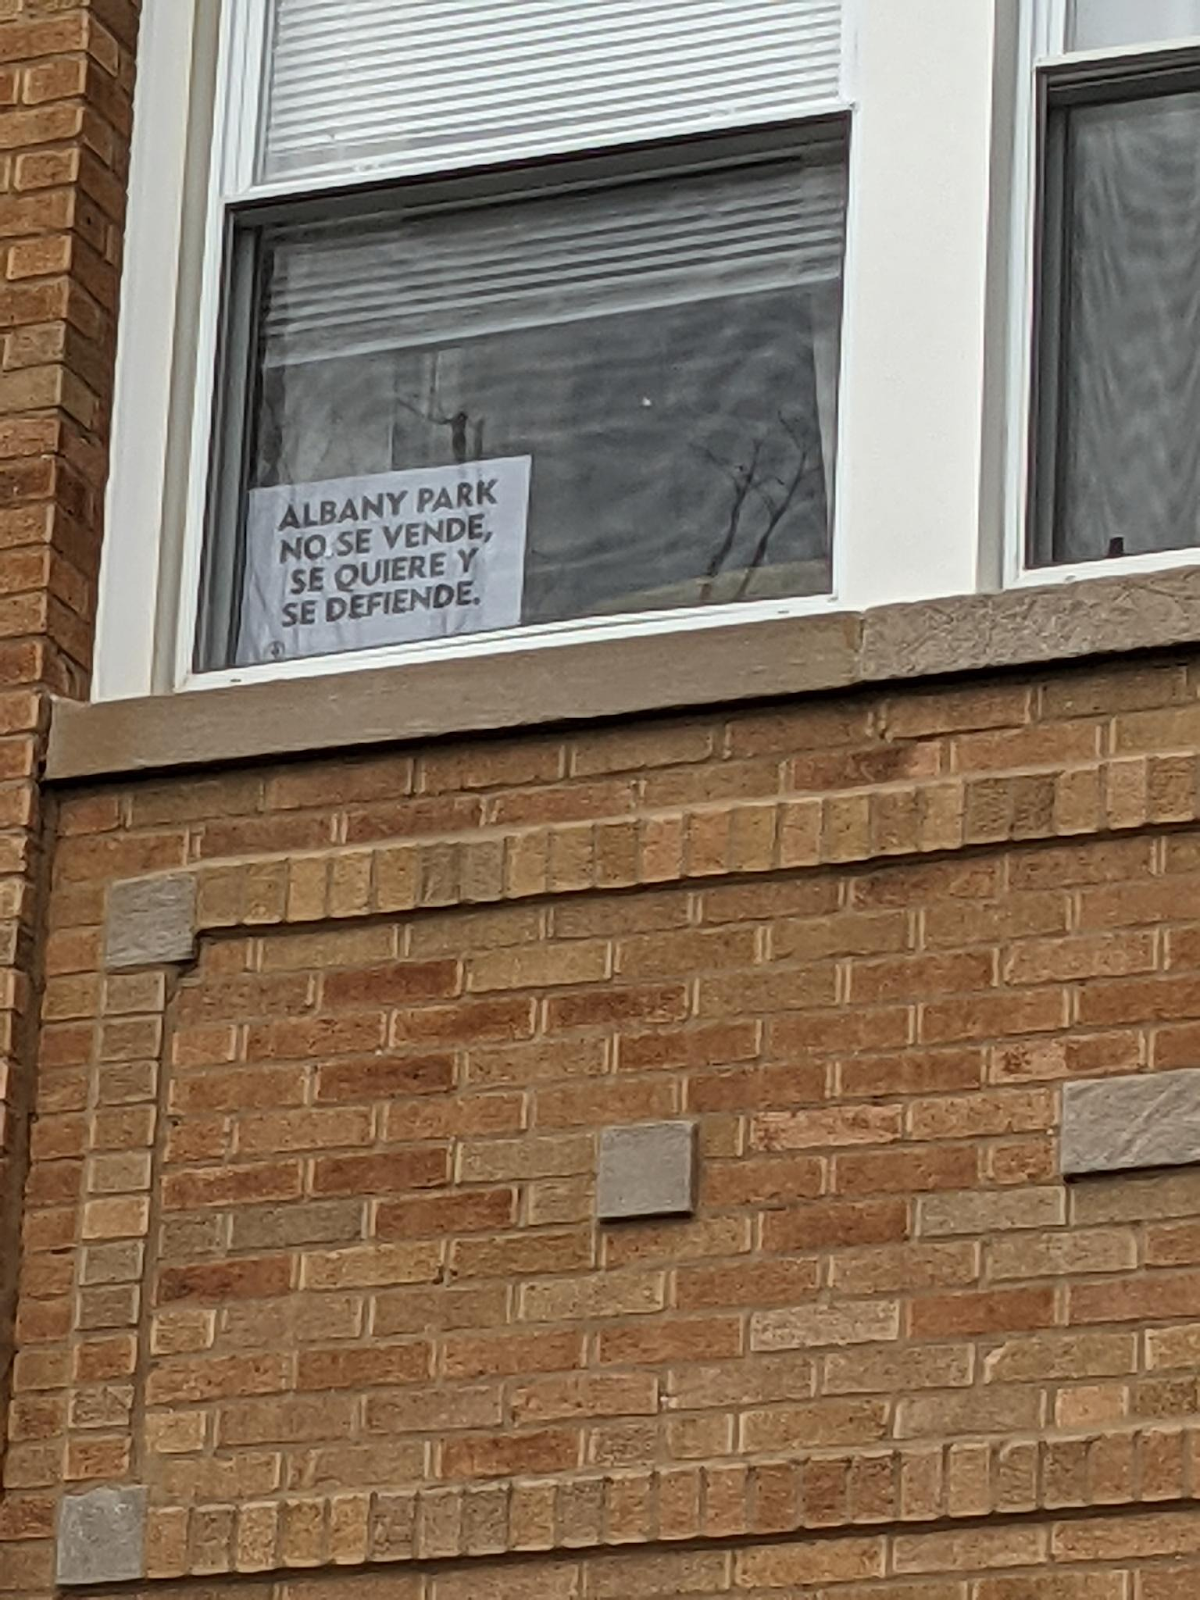 ALBANY PARK
NO SE VENDE,
SE QUIERE Y
SE DEFIENDE.